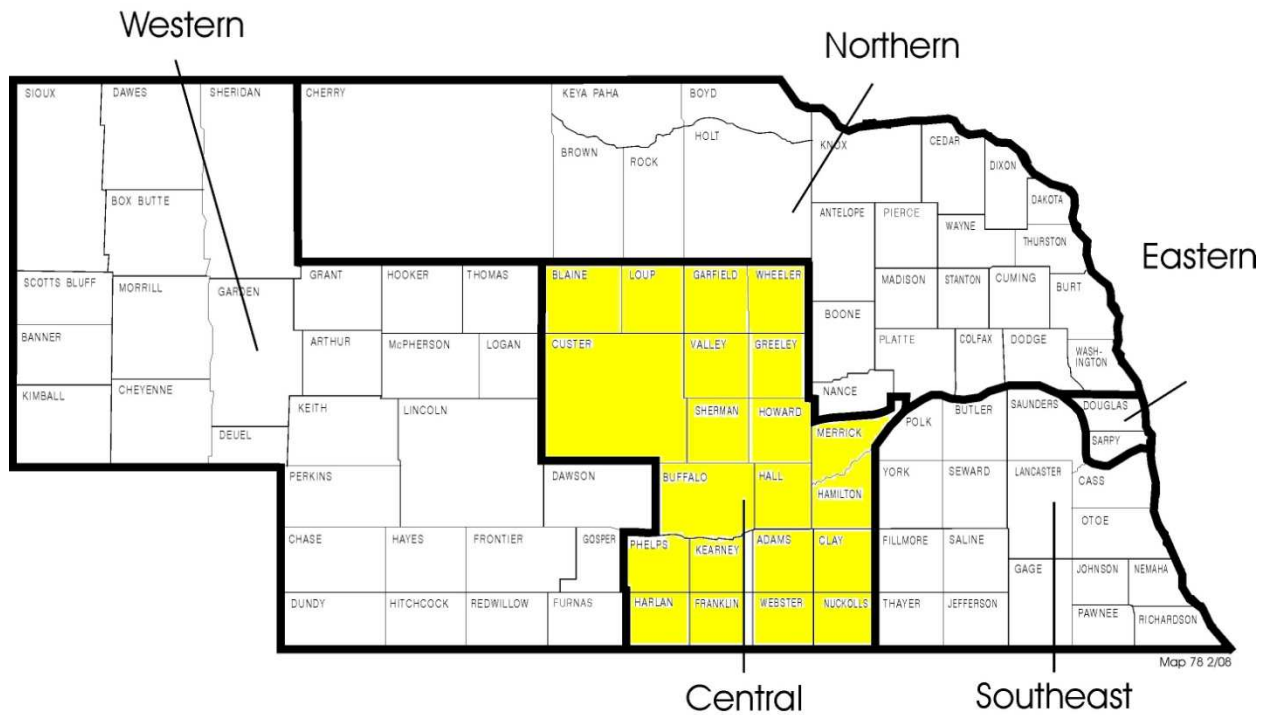 Western
Northern
SIOUX DAWES SHERIDAN CHERRY KEYA PAHA BOYD
HOLT
KNOX CEDAR
BROWN ROCK
DIXON
DAKOTA
BOX BUTTE
ANTELOPE PIERCE
WAYNE
THURSTON
Eastern
SCOTTS BLUFF MORRILL GARDEN GRANT HOOKER THOMAS BLAINE LOUP GARFIELD WHEELER
MADISON STANTON CUMING BURT
BOONE
BANNER ARTHUR McPHERSON LOGAN CUSTER VALLEY GREELEY
PLATTE COLFAX DODGE WASH-
INGTON
KIMBALL CHEYENNE
NANCE
KEITH LINCOLN
SHERMAN HOWARD
POLK BUTLER SAUNDERS DOUGLAS
DEUEL
MERRICK
SARPY
PERKINS DAWSON BUFFALO HALL
YORK SEWARD LANCASTER CASS
HAMILTON
OTOE
CHASE HAYES FRONTIER GOSPER PHELPS KEARNEY ADAMS CLAY FILLMORE SALINE
GAGE JOHNSON NEMAHA
DUNDY HITCHCOCK REDWILLOW FURNAS HARLAN FRANKLIN WEBSTER NUCKOLLS THAYER JEFFERSON
PAWNEE RICHARDSON
Map 78 2/08
Central Southeast